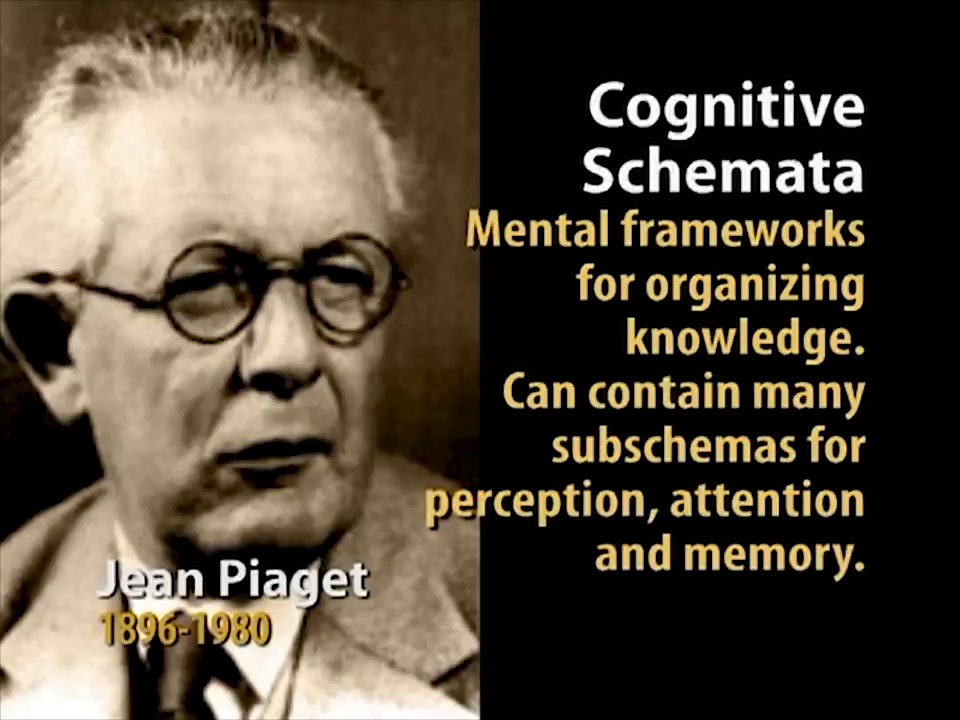 Cognitive
Schemata
Mental frameworks
for organizing
knowledge.
Can contain many
subschemas for
perception, attention
and memory.
Jean Piaget
1896-1980